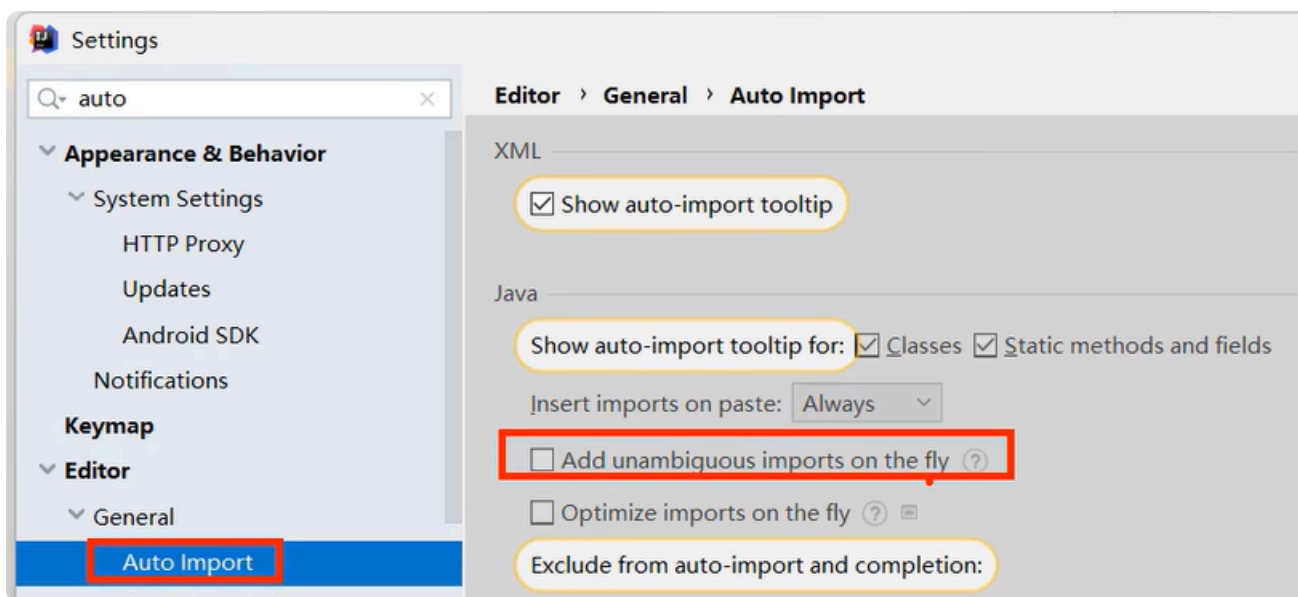 Settings
auto
Editor › General › Auto Import
Appearance & Behavior
System Settings
HTTP Proxy
Updates
Android SDK
Notifications
Keymap
Editor
General
Auto Import
XML
Show auto-import tooltip
Java
Show auto-import tooltip for: Classes Static methods and fields
Insert imports on paste: Always
Add unambiguous imports on the fly ?
Optimize imports on the fly ?
Exclude from auto-import and completion: